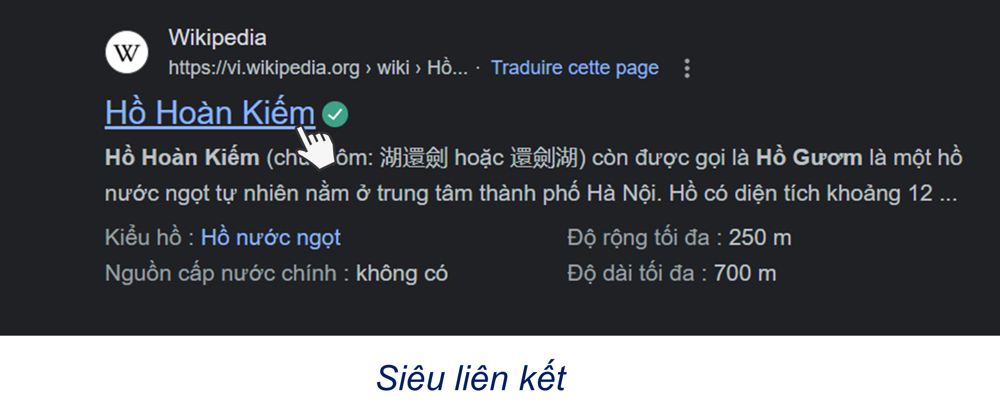 W
Wikipedia
https://vi.wikipedia.org › wiki › Hồ... · Traduire cette page
Hồ Hoàn Kiếm
Hồ Hoàn Kiếm (ch ôm: 湖還劍 hoặc 還劍湖) còn được gọi là Hồ Gươm là một hồ
nước ngọt tự nhiên nằm ở trung tâm thành phố Hà Nội. Hồ có diện tích khoảng 12 ...
Kiểu hồ : Hồ nước ngọt Độ rộng tối đa : 250 m
Nguồn cấp nước chính : không có Độ dài tối đa : 700 m
Siêu liên kết